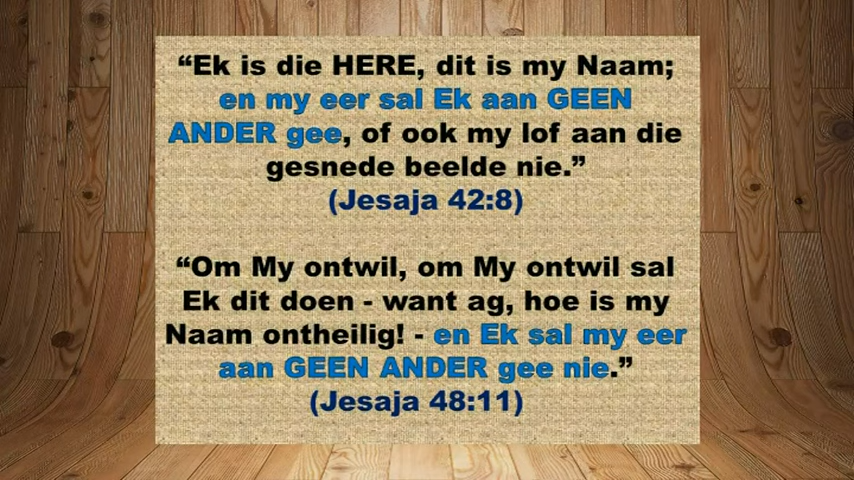 “Ek is die HERE, dit is my Naam;
en my eer sal Ek aan GEEN
ANDER gee, of ook my lof aan die
gesnede beelde nie.”
(Jesaja 42:8)
“Om My ontwil, om My ontwil sal
Ek dit doen - want ag, hoe is my
Naam ontheilig! - en Ek sal my eer
aan GEEN ANDER gee nie.”
(Jesaja 48:11)